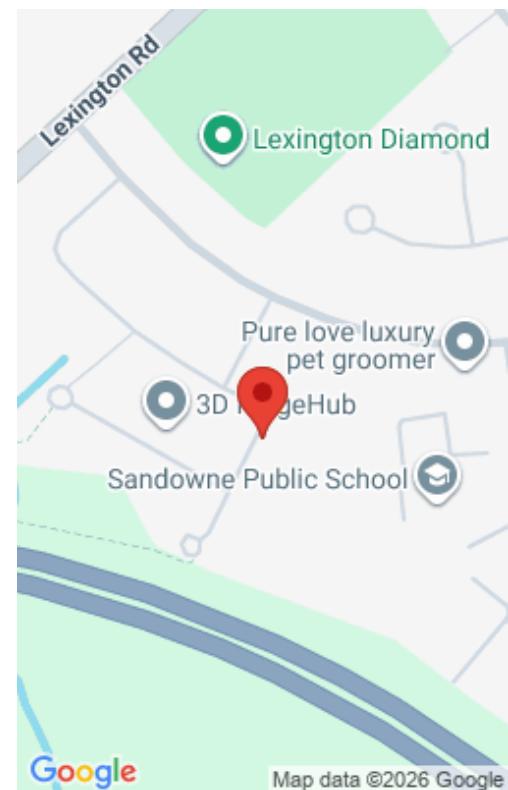 Lexington Rd
Lexington Diamond
Pure love luxury
pet groomer
3D
Sandowne Public School
Google
Map data ©2026 Google